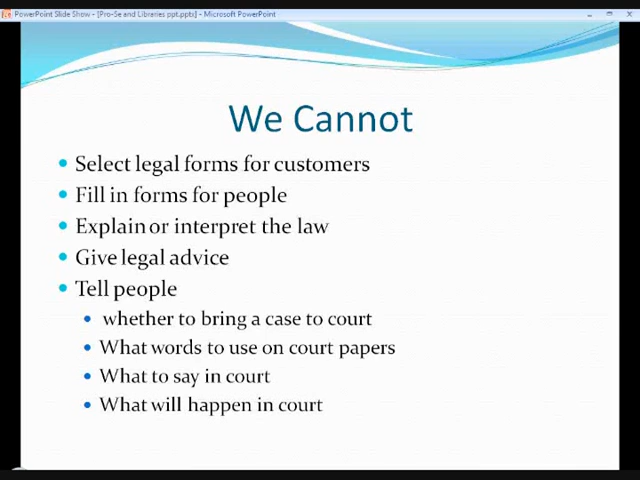 PowerPoint Slide Show - [Pro-Se and Libraries ppt.pptx] - Microsoft PowerPoint
We Cannot
• Select legal forms for customers
• Fill in forms for people
• Explain or interpret the law
• Give legal advice
• Tell people
• whether to bring a case to court
• What words to use on court papers
• What to say in court
• What will happen in court